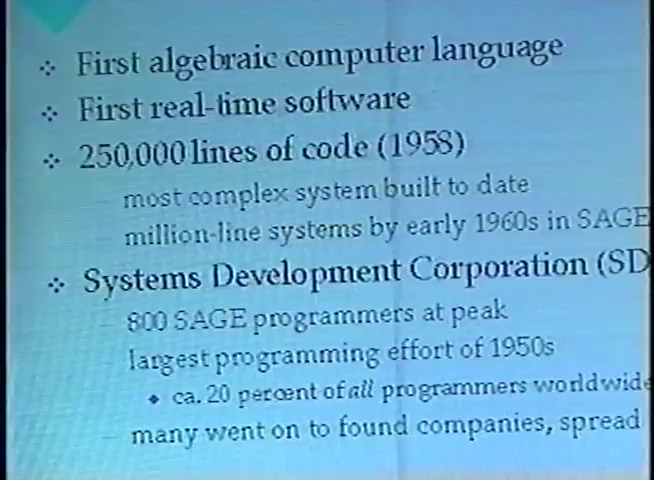 First algebraic computer language
First real-time software
250,000 lines of code (1958)
most complex system built to date
million-line systems by early 1960s in SAGE
Systems Development Corporation (SD
800 SAGE programmers at peak
largest programming effort of 1950s
ca. 20 percent of all programmers worldwide
many went on to found companies, spread